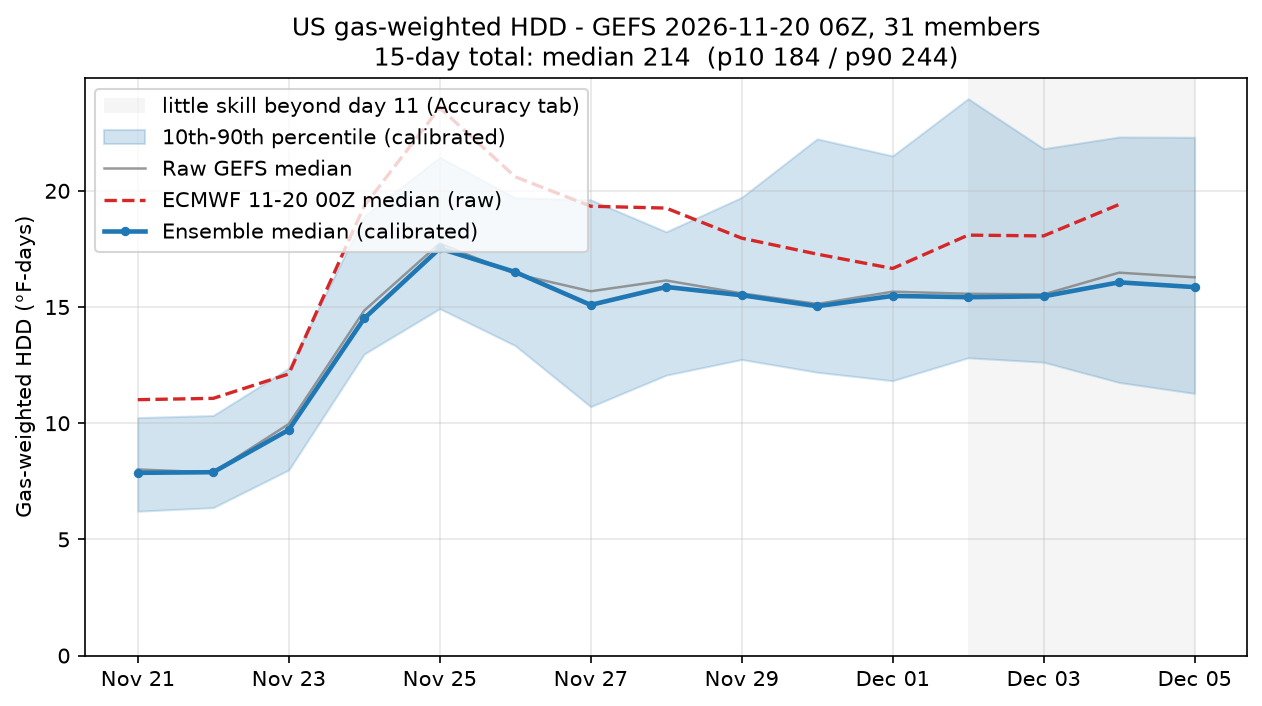 US gas-weighted HDD - GEFS 2026-11-20 06Z, 31 members
15-day total: median 214  (p10 184 / p90 244)
little skill beyond day 11 (Accuracy tab)
10th-90th percentile (calibrated)
Raw GEFS median
ECMWF 11-20 00Z median (raw)
Ensemble median (calibrated)
Gas-weighted HDD (°F-days)
20
15
10
5
0
Nov 21 Nov 23 Nov 25 Nov 27 Nov 29 Dec 01 Dec 03 Dec 05